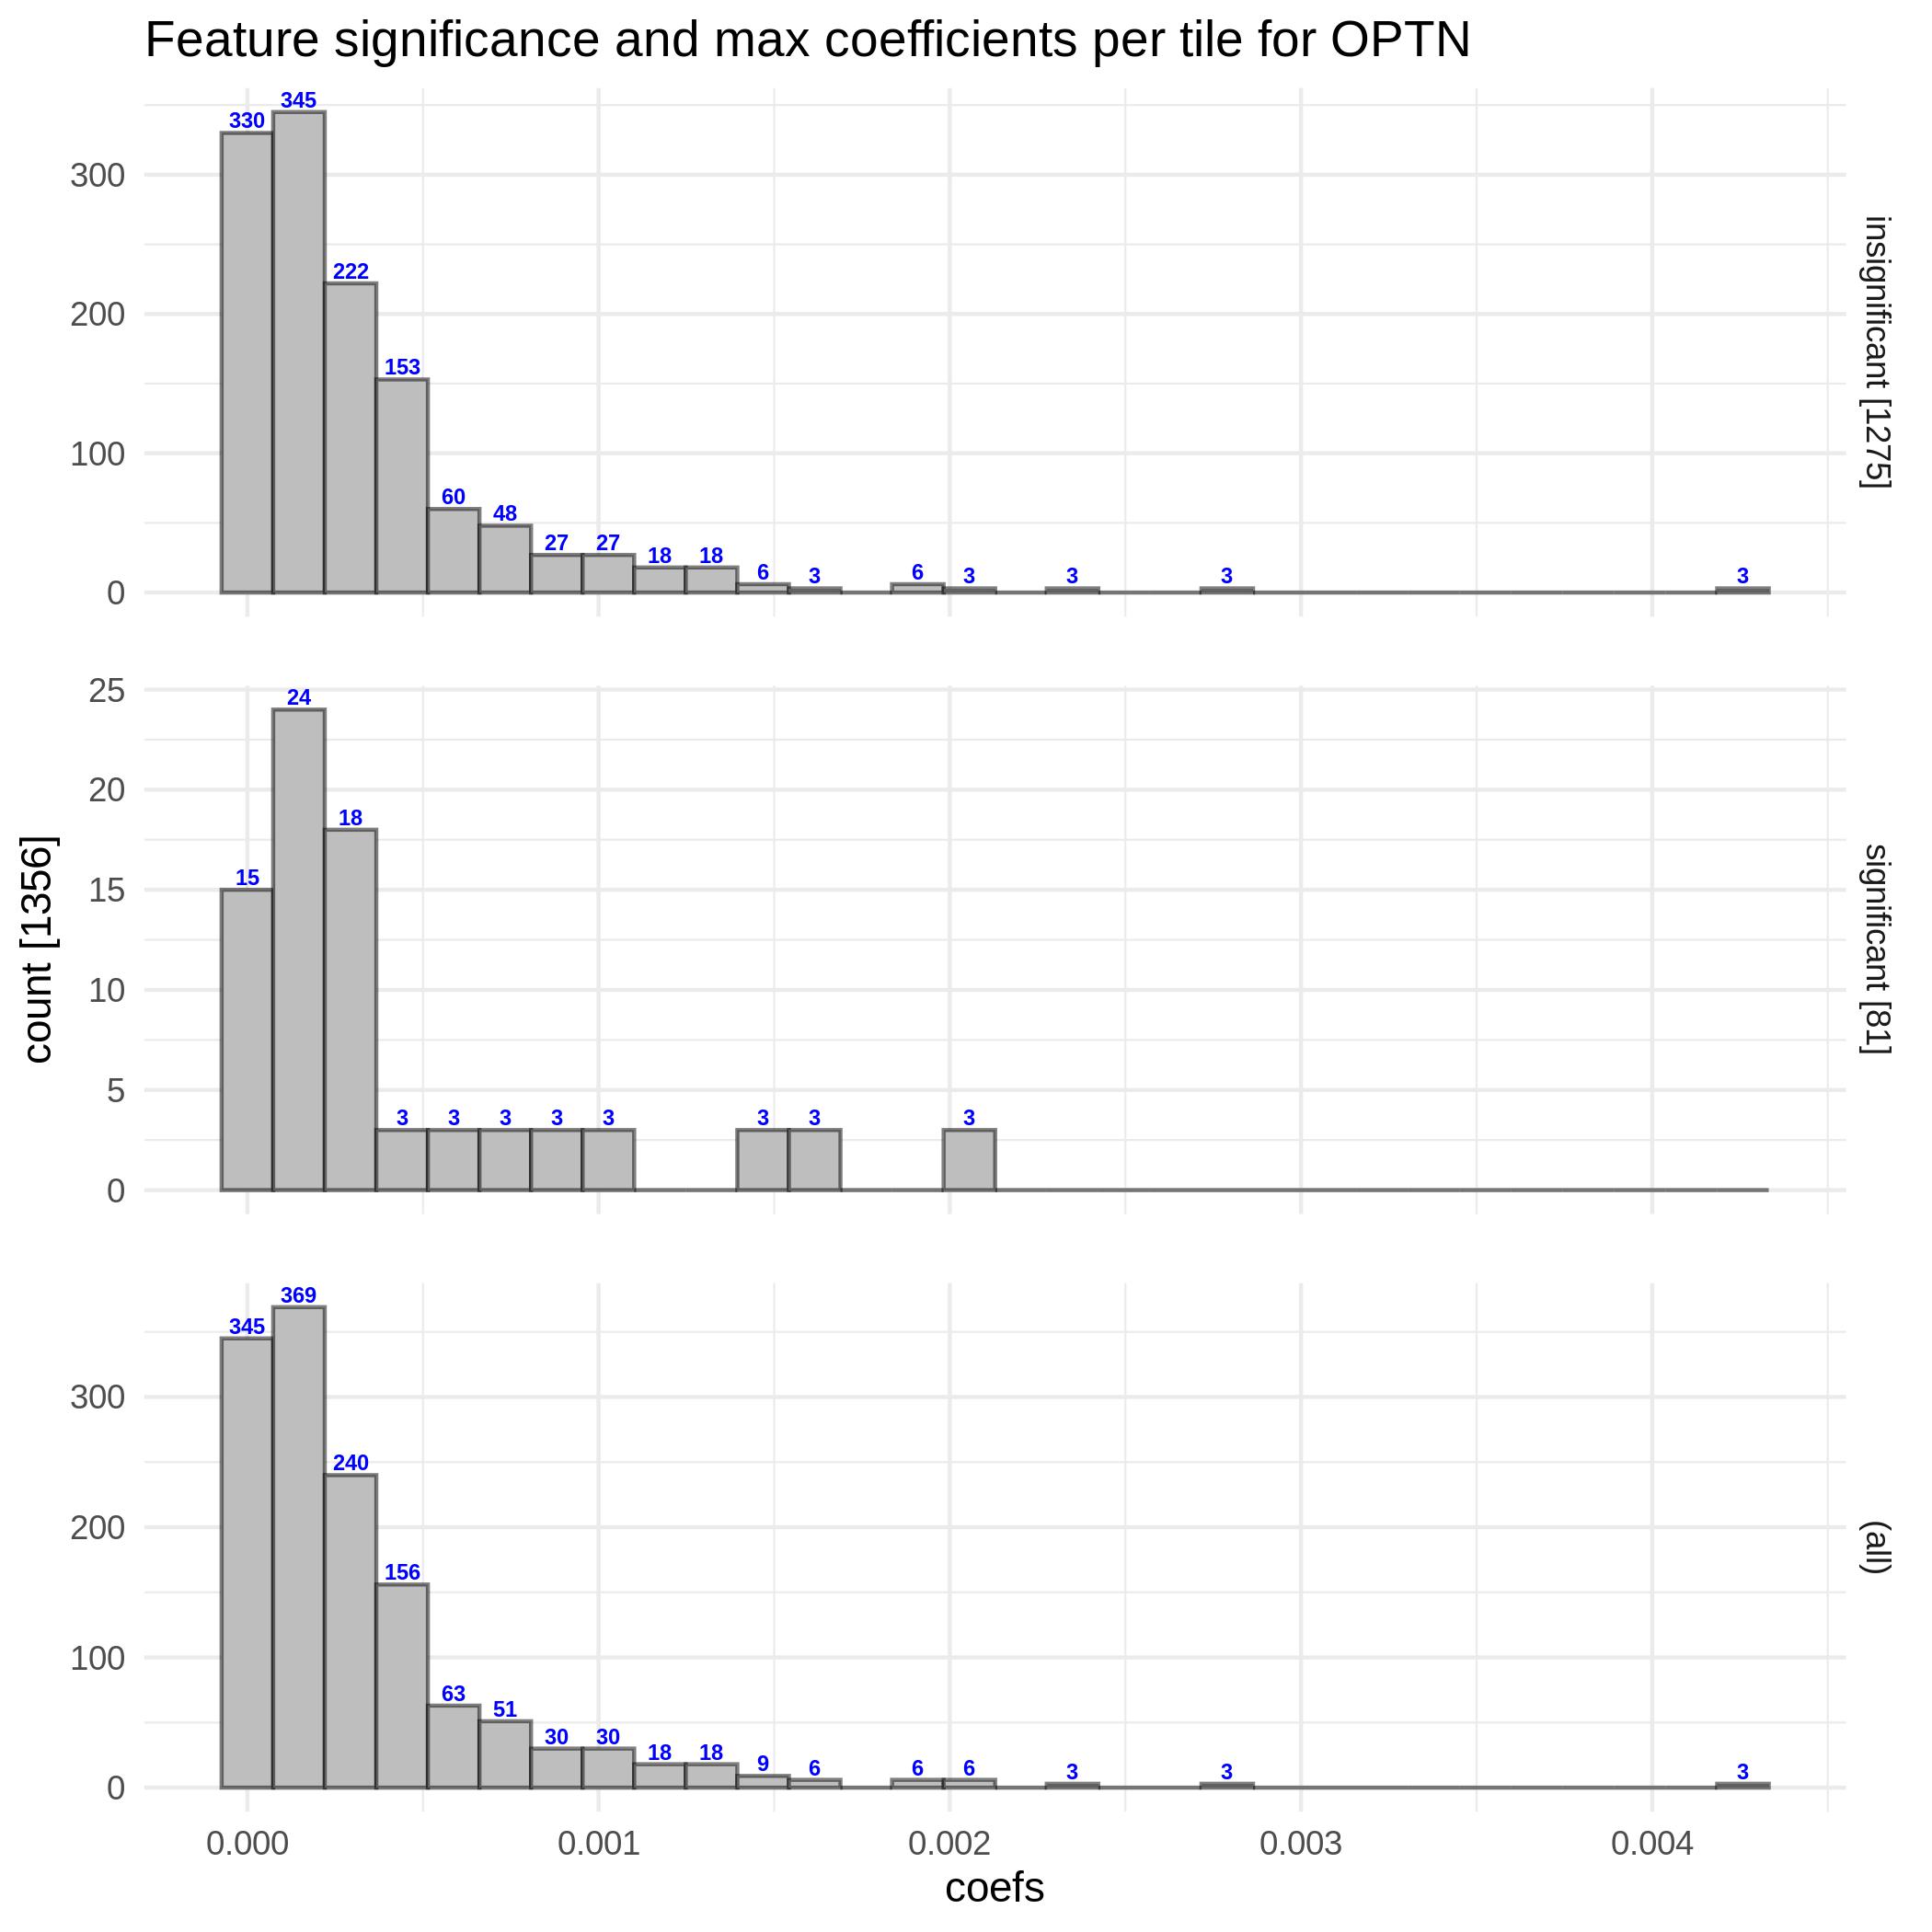 Feature significance and max coefficients per tile for OPTN
330 345 222 153 60 48 27 27 18 18 6 3 6 3 3 3 3
300
200
100
0
insignificant [1275]
15 24 18 3 3 3 3 3 3 3 3
25
20
15
10
5
0
significant [81]
count [1356]
345 369 240 156 63 51 30 30 18 18 9 6 6 6 3 3 3
300
200
100
0
(all)
0.000 0.001 0.002 0.003 0.004
coefs